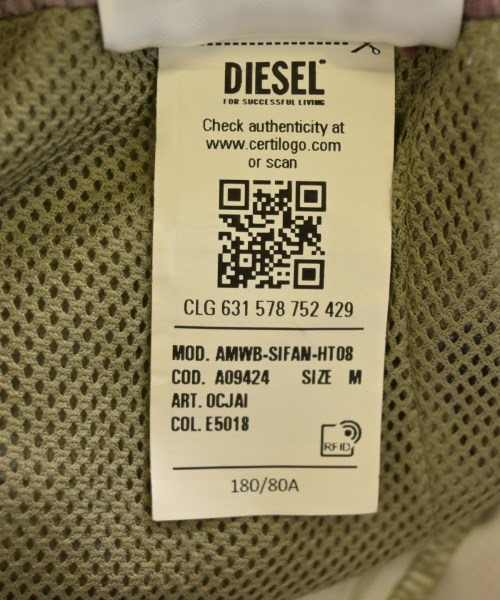 DIESEL
FOR SUCCESSFUL LIVING
Check authenticity at
www.certilogo.com
or scan
CLG 631 578 752 429
MOD. AMWB-SIFAN-HT08
COD. A09424 SIZE M
ART. 0CJAI
COL. E5018
RFID
180/80A